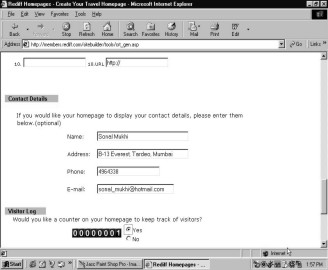 Rediff Homepages - Create Your Travel Homepage - Microsoft Internet Explorer
File Edit View Favorites Tools Help
Back Stop Refresh Home Search Favorites History Mail Print Edit
Address http://members.rediff.com/sitebuilder/tools/crt_gen.asp Go Links »
10. 10.URL http://
Contact Details
If you would like your homepage to display your contact details, please enter them
below.(optional)
Name: Sonal Mukhi
Address: B-13 Everest, Tardeo, Mumbai
Phone: 4964338
E-mail: sonal_mukhi@hotmail.com
Visitor Log
Would you like a counter on your homepage to keep track of visitors?
00000001 Yes
No
Internet
Start Jasc Paint Shop Pro - Ima... Rediff Homepages - ... 1:57 PM